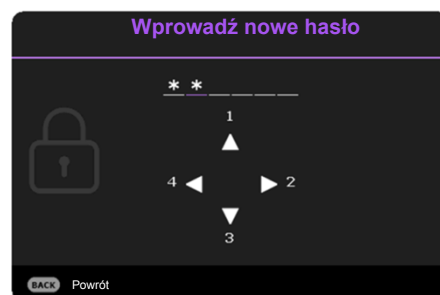 Wprowadź nowe hasło
* * _ _ _ _
1
4 2
3
BACK Powrót